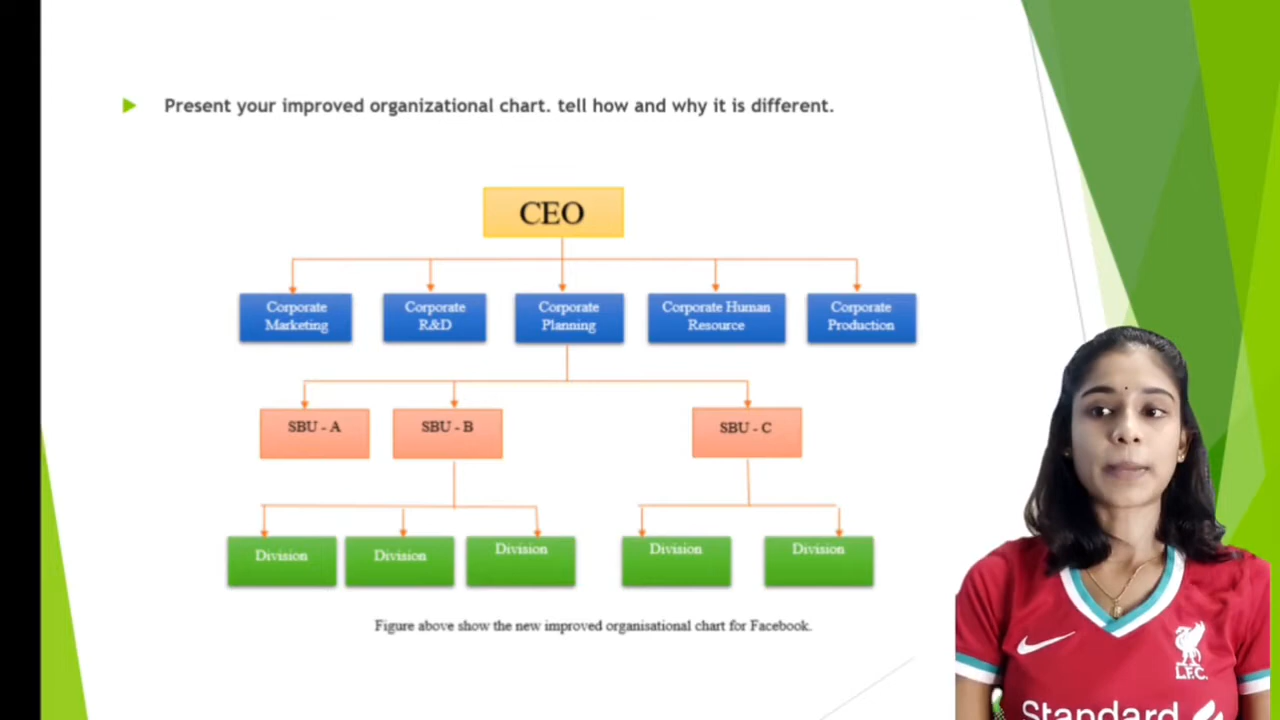 Present your improved organizational chart. tell how and why it is different.
CEO
Corporate
Marketing
Corporate
R&D
Corporate
Planning
Corporate Human
Resource
Corporate
Production
SBU - A
SBU - B
SBU - C
Division
Division
Division
Division
Division
Figure above show the new improved organisational chart for Facebook.
L.F.C.
Standard